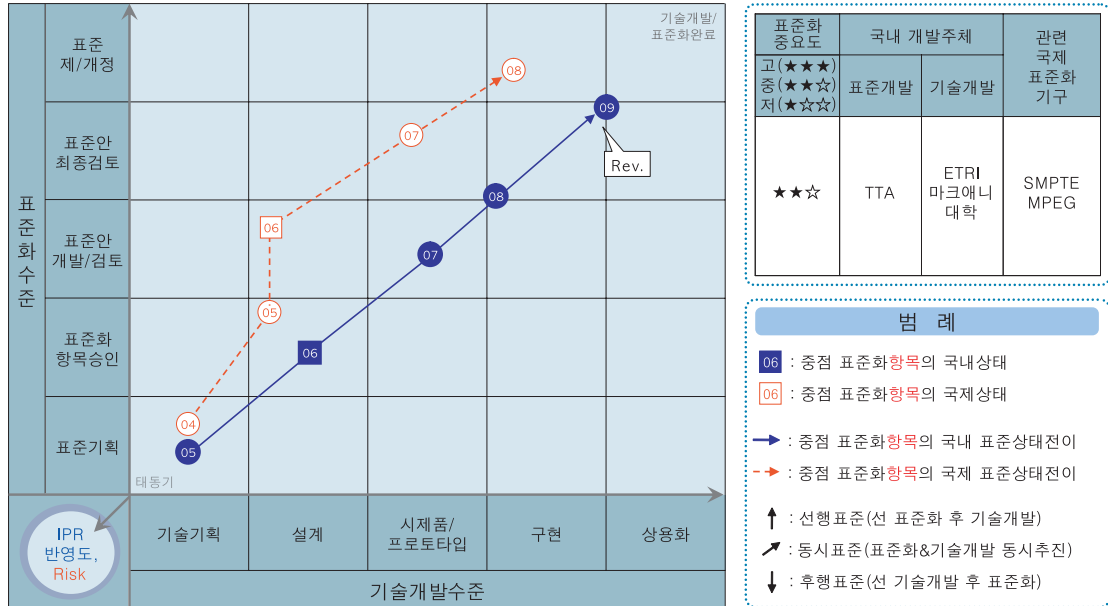 기술개발/
표준화완료
표준
제/개정
표준안
최종검토
표준안
개발/검토
표준화
항목승인
표준기획
표준화수준
08
09
07
Rev.
08
06
07
05
06
04
05
태동기
IPR
반영도,
Risk
기술기획
설계
시제품/
프로토타입
구현
상용화
기술개발수준
표준화
중요도
고(★★★)
중(★★☆)
저(★☆☆)
국내 개발주체
표준개발
기술개발
관련
국제
표준화
기구
★★☆
TTA
ETRI
마크애니
대학
SMPTE
MPEG
범 례
06 : 중점 표준화항목의 국내상태
06 : 중점 표준화항목의 국제상태
: 중점 표준화항목의 국내 표준상태전이
: 중점 표준화항목의 국제 표준상태전이
: 선행표준(선 표준화 후 기술개발)
: 동시표준(표준화&기술개발 동시추진)
: 후행표준(선 기술개발 후 표준화)